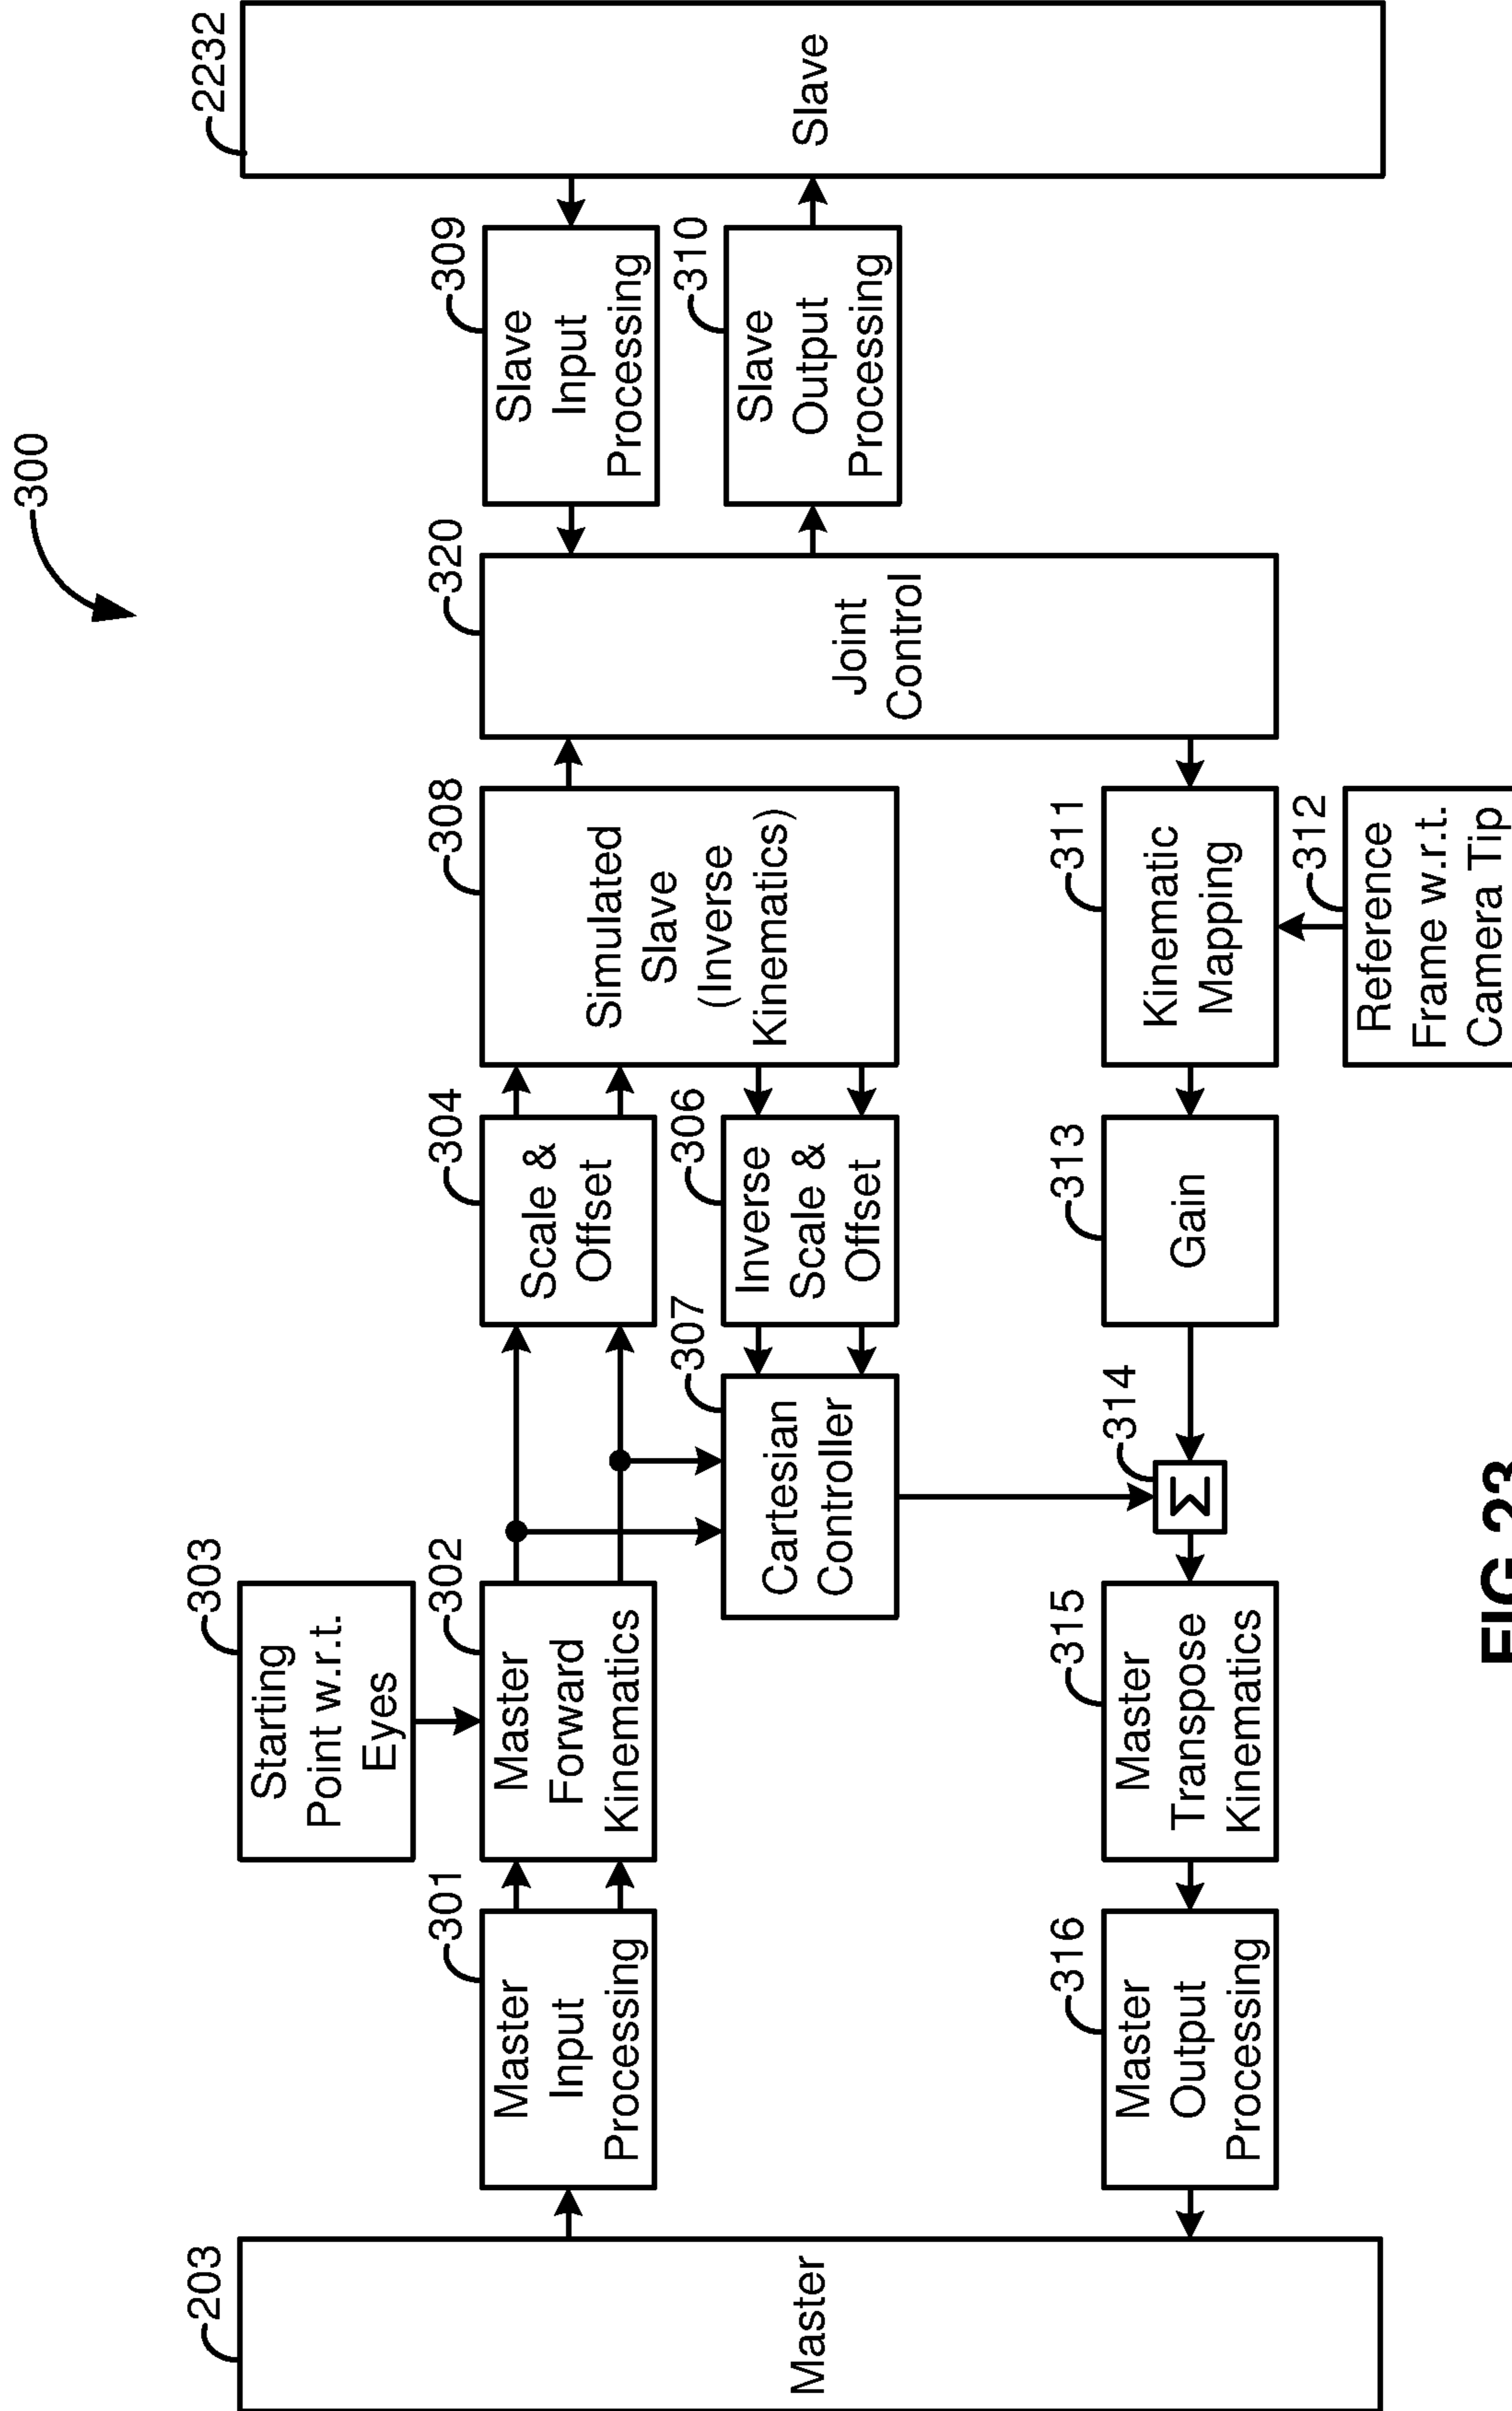 300
203
Master
301
Master
Input
Processing
303
Starting
Point w.r.t.
Eyes
302
Master
Forward
Kinematics
304
Scale &
Offset
308
Simulated
Slave
(Inverse
Kinematics)
320
Joint
Control
309
Slave
Input
Processing
310
Slave
Output
Processing
2232
Slave
307
Cartesian
Controller
306
Inverse
Scale &
Offset
316
Master
Output
Processing
315
Master
Transpose
Kinematics
314
Σ
313
Gain
311
Kinematic
Mapping
312
Reference
Frame w.r.t.
Camera Tip
FIG. 23